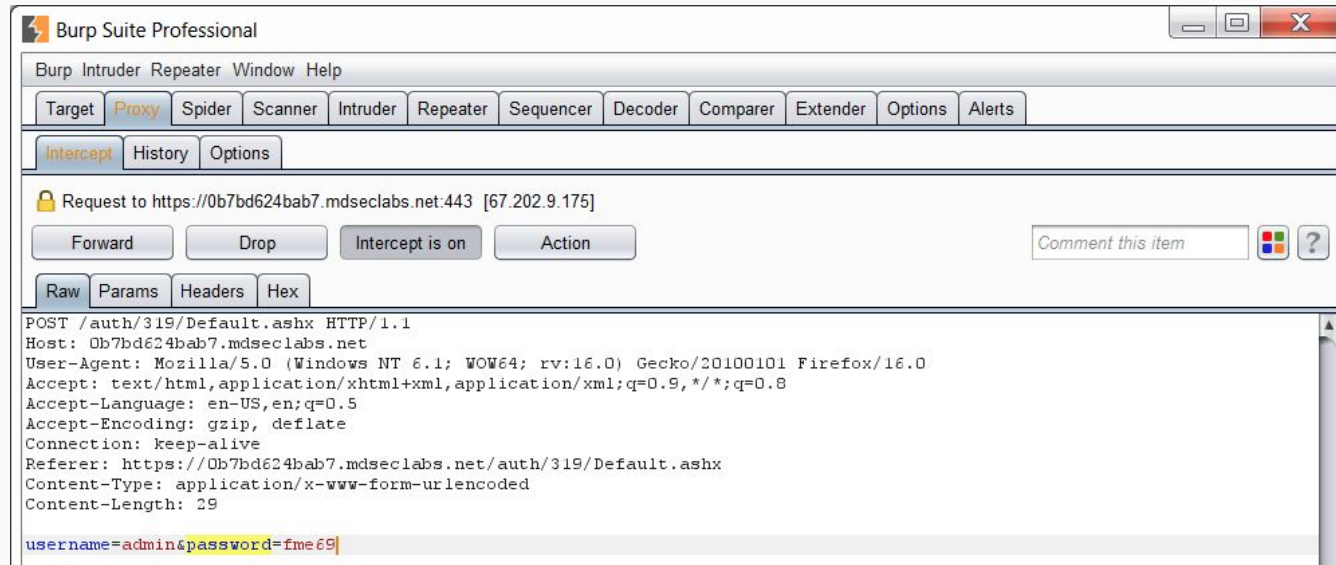 Burp Suite Professional
Burp Intruder Repeater Window Help
Target Proxy Spider Scanner Intruder Repeater Sequencer Decoder Comparer Extender Options Alerts
Intercept History Options
Request to https://0b7bd624bab7.mdseclabs.net:443 [67.202.9.175]
Forward Drop Intercept is on Action Comment this item ?
Raw Params Headers Hex
POST /auth/319/Default.ashx HTTP/1.1
Host: 0b7bd624bab7.mdseclabs.net
User-Agent: Mozilla/5.0 (Windows NT 6.1; WOW64; rv:16.0) Gecko/20100101 Firefox/16.0
Accept: text/html,application/xhtml+xml,application/xml;q=0.9,*/*;q=0.8
Accept-Language: en-US,en;q=0.5
Accept-Encoding: gzip, deflate
Connection: keep-alive
Referer: https://0b7bd624bab7.mdseclabs.net/auth/319/Default.ashx
Content-Type: application/x-www-form-urlencoded
Content-Length: 29
username=admin&password=fme69